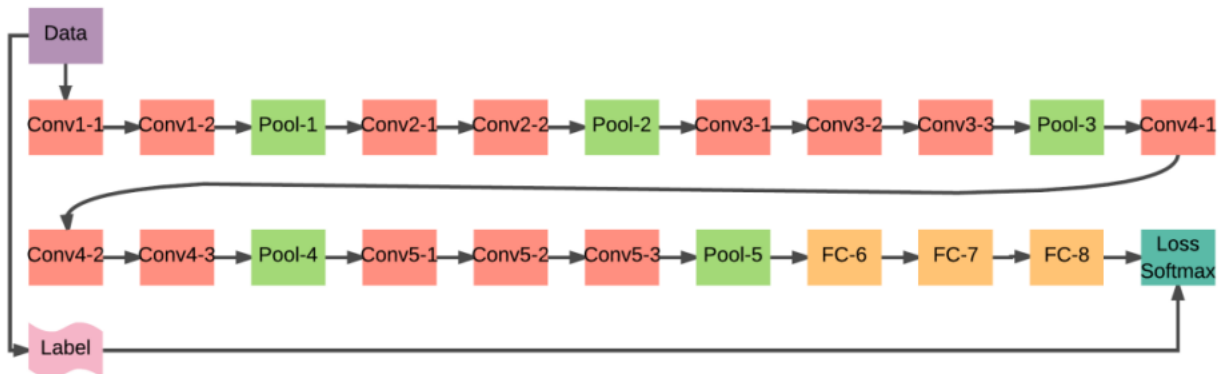 Data
Conv1-1
Conv1-2
Pool-1
Conv2-1
Conv2-2
Pool-2
Conv3-1
Conv3-2
Conv3-3
Pool-3
Conv4-1
Conv4-2
Conv4-3
Pool-4
Conv5-1
Conv5-2
Conv5-3
Pool-5
FC-6
FC-7
FC-8
Loss
Softmax
Label